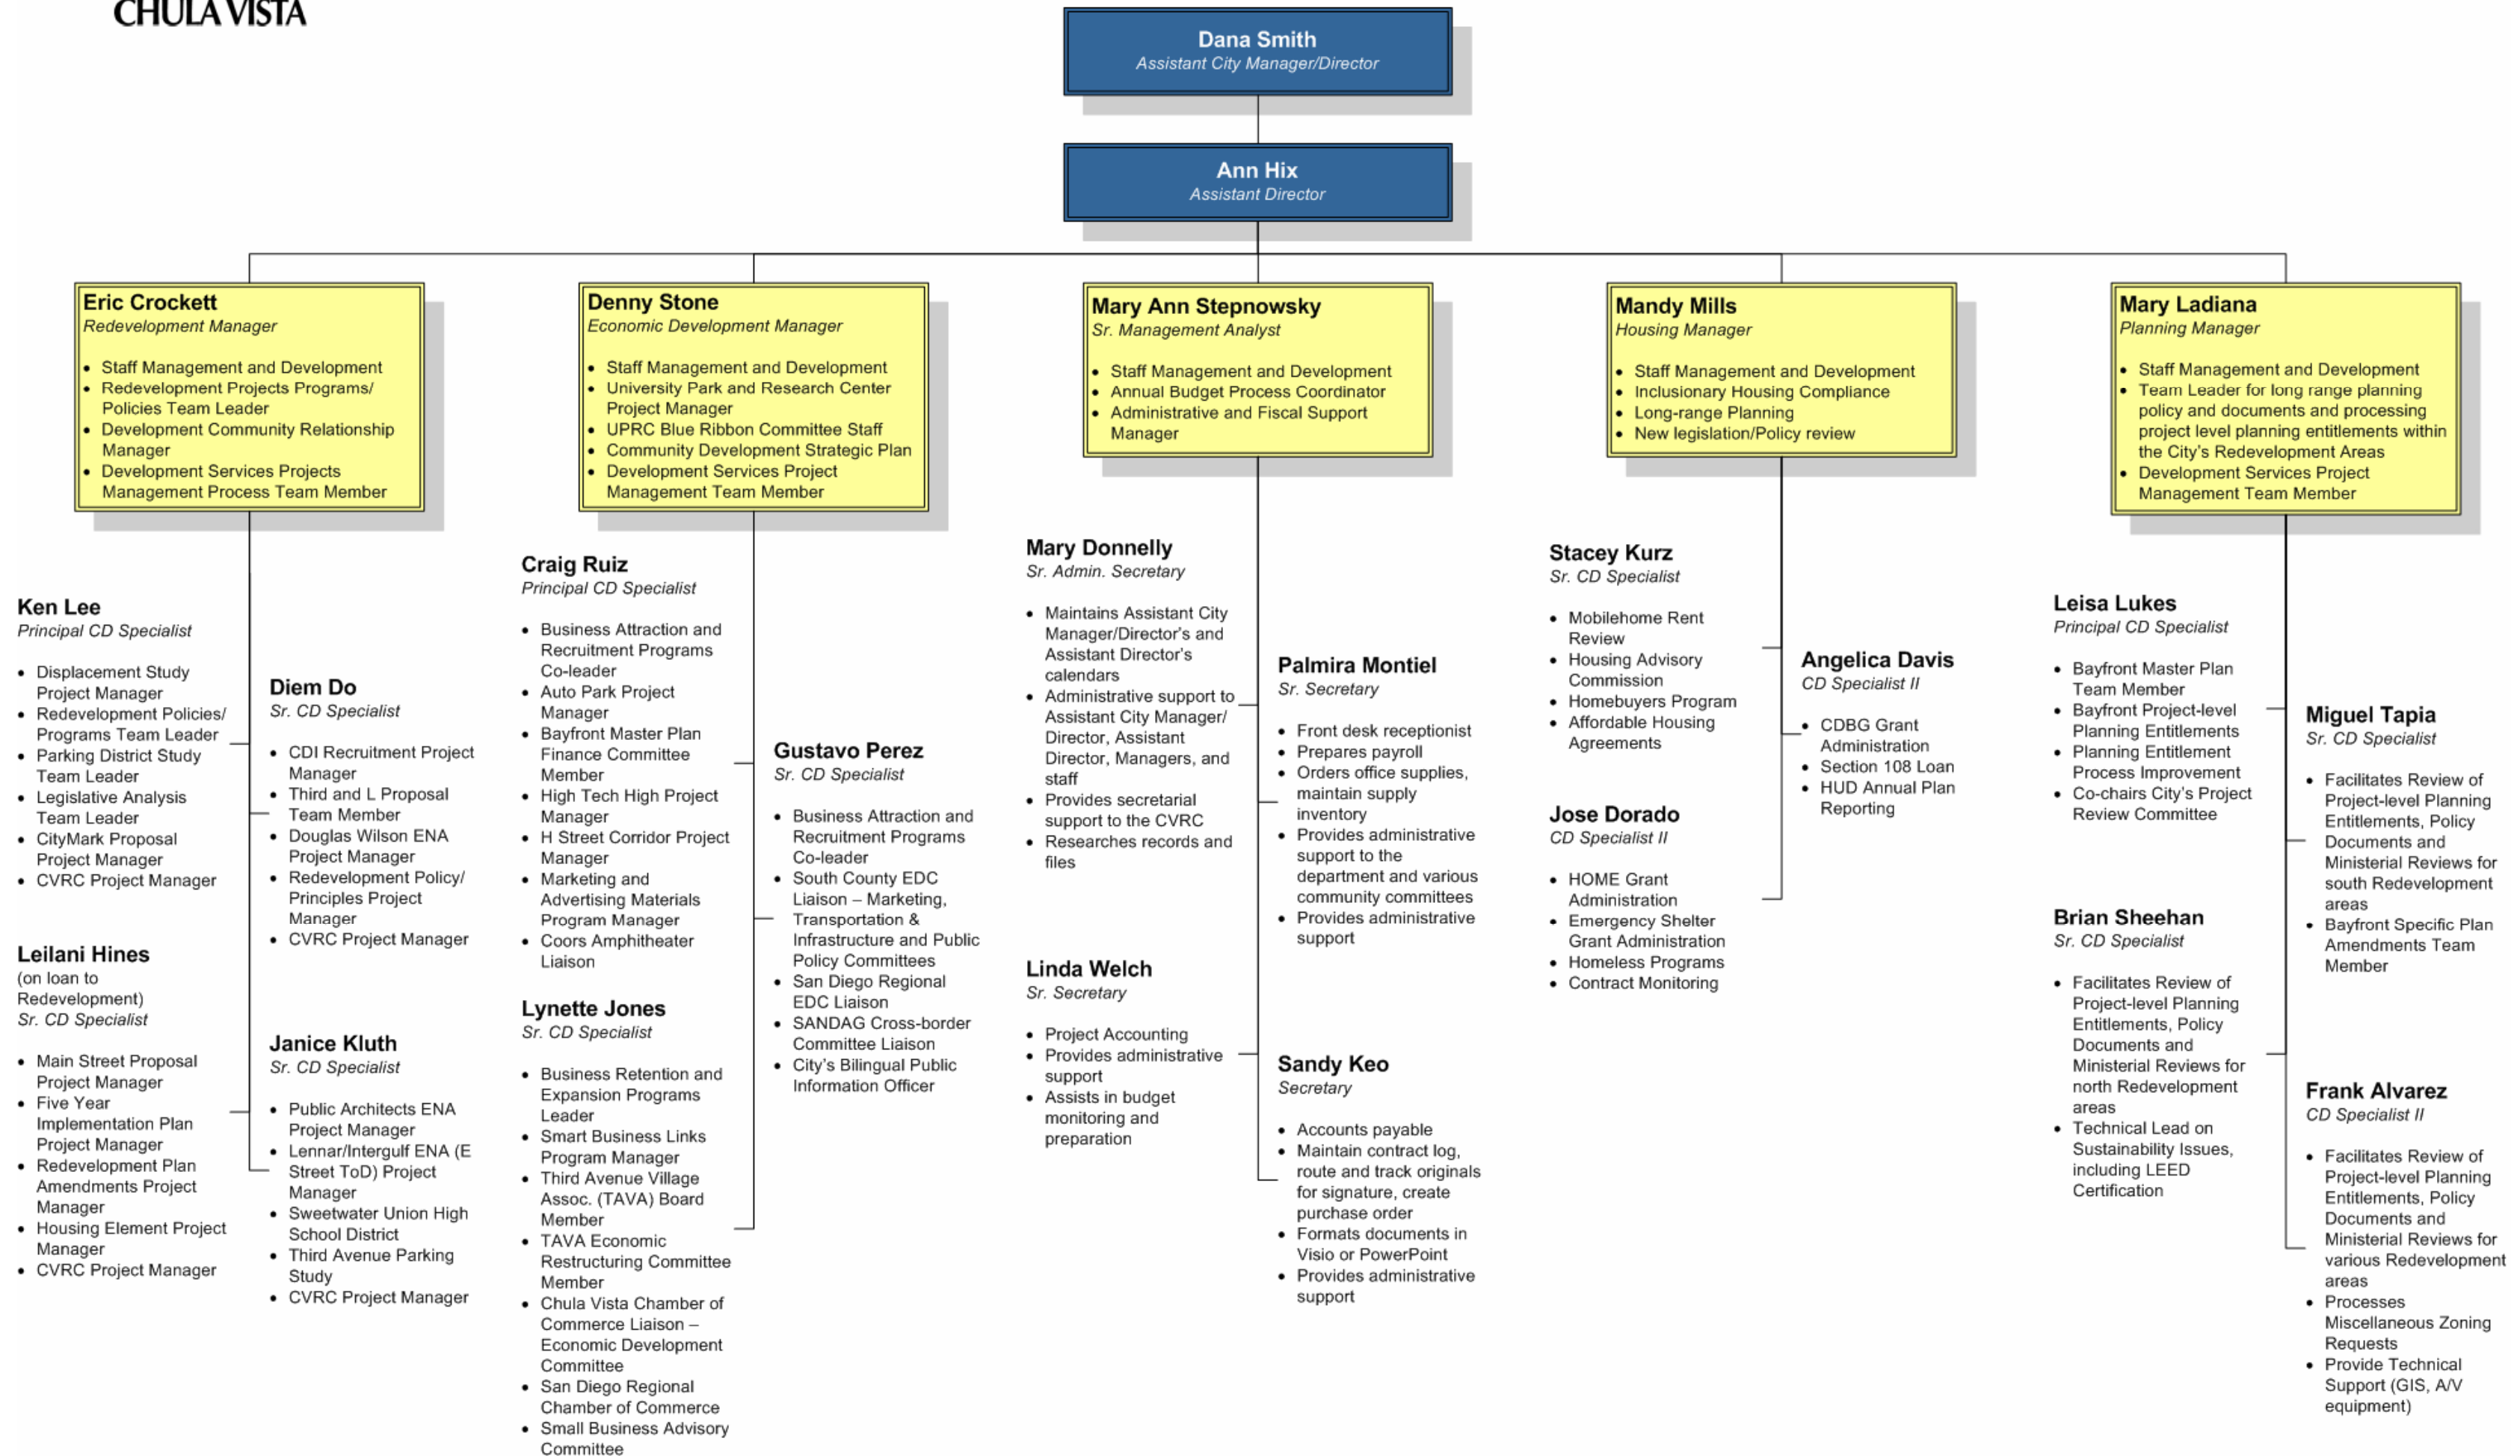 CHULA VISTA
Dana Smith
Assistant City Manager/Director
Ann Hix
Assistant Director
Eric Crockett
Redevelopment Manager
• Staff Management and Development
• Redevelopment Projects Programs/
Policies Team Leader
• Development Community Relationship
Manager
• Development Services Projects
Management Process Team Member
Denny Stone
Economic Development Manager
• Staff Management and Development
• University Park and Research Center
Project Manager
• UPRC Blue Ribbon Committee Staff
• Community Development Strategic Plan
• Development Services Project
Management Team Member
Mary Ann Stepnowsky
Sr. Management Analyst
• Staff Management and Development
• Annual Budget Process Coordinator
• Administrative and Fiscal Support
Manager
Mandy Mills
Housing Manager
• Staff Management and Development
• Inclusionary Housing Compliance
• Long-range Planning
• New legislation/Policy review
Mary Ladiana
Planning Manager
• Staff Management and Development
• Team Leader for long range planning
policy and documents and processing
project level planning entitlements within
the City's Redevelopment Areas
• Development Services Project
Management Team Member
Ken Lee
Principal CD Specialist
• Displacement Study
Project Manager
• Redevelopment Policies/
Programs Team Leader
• Parking District Study
Team Leader
• Legislative Analysis
Team Leader
• CityMark Proposal
Project Manager
• CVRC Project Manager
Leilani Hines
(on loan to
Redevelopment)
Sr. CD Specialist
• Main Street Proposal
Project Manager
• Five Year
Implementation Plan
Project Manager
• Redevelopment Plan
Amendments Project
Manager
• Housing Element Project
Manager
• CVRC Project Manager
Diem Do
Sr. CD Specialist
• CDI Recruitment Project
Manager
• Third and L Proposal
Team Member
• Douglas Wilson ENA
Project Manager
• Redevelopment Policy/
Principles Project
Manager
• CVRC Project Manager
Janice Kluth
Sr. CD Specialist
• Public Architects ENA
Project Manager
• Lennar/Intergulf ENA (E
Street ToD) Project
Manager
• Sweetwater Union High
School District
• Third Avenue Parking
Study
• CVRC Project Manager
Craig Ruiz
Principal CD Specialist
• Business Attraction and
Recruitment Programs
Co-leader
• Auto Park Project
Manager
• Bayfront Master Plan
Finance Committee
Member
• High Tech High Project
Manager
• H Street Corridor Project
Manager
• Marketing and
Advertising Materials
Program Manager
• Coors Amphitheater
Liaison
Lynette Jones
Sr. CD Specialist
• Business Retention and
Expansion Programs
Leader
• Smart Business Links
Program Manager
• Third Avenue Village
Assoc. (TAVA) Board
Member
• TAVA Economic
Restructuring Committee
Member
• Chula Vista Chamber of
Commerce Liaison –
Economic Development
Committee
• San Diego Regional
Chamber of Commerce
• Small Business Advisory
Committee
Gustavo Perez
Sr. CD Specialist
• Business Attraction and
Recruitment Programs
Co-leader
• South County EDC
Liaison – Marketing,
Transportation &
Infrastructure and Public
Policy Committees
• San Diego Regional
EDC Liaison
• SANDAG Cross-border
Committee Liaison
• City's Bilingual Public
Information Officer
Mary Donnelly
Sr. Admin. Secretary
• Maintains Assistant City
Manager/Director's and
Assistant Director's
calendars
• Administrative support to
Assistant City Manager/
Director, Assistant
Director, Managers, and
staff
• Provides secretarial
support to the CVRC
• Researches records and
files
Linda Welch
Sr. Secretary
• Project Accounting
• Provides administrative
support
• Assists in budget
monitoring and
preparation
Palmira Montiel
Sr. Secretary
• Front desk receptionist
• Prepares payroll
• Orders office supplies,
maintain supply
inventory
• Provides administrative
support to the
department and various
community committees
• Provides administrative
support
Sandy Keo
Secretary
• Accounts payable
• Maintain contract log,
route and track originals
for signature, create
purchase order
• Formats documents in
Visio or PowerPoint
• Provides administrative
support
Stacey Kurz
Sr. CD Specialist
• Mobilehome Rent
Review
• Housing Advisory
Commission
• Homebuyers Program
• Affordable Housing
Agreements
Jose Dorado
CD Specialist II
• HOME Grant
Administration
• Emergency Shelter
Grant Administration
• Homeless Programs
• Contract Monitoring
Angelica Davis
CD Specialist II
• CDBG Grant
Administration
• Section 108 Loan
• HUD Annual Plan
Reporting
Leisa Lukes
Principal CD Specialist
• Bayfront Master Plan
Team Member
• Bayfront Project-level
Planning Entitlements
• Planning Entitlement
Process Improvement
• Co-chairs City's Project
Review Committee
Brian Sheehan
Sr. CD Specialist
• Facilitates Review of
Project-level Planning
Entitlements, Policy
Documents and
Ministerial Reviews for
north Redevelopment
areas
• Technical Lead on
Sustainability Issues,
including LEED
Certification
Miguel Tapia
Sr. CD Specialist
• Facilitates Review of
Project-level Planning
Entitlements, Policy
Documents and
Ministerial Reviews for
south Redevelopment
areas
• Bayfront Specific Plan
Amendments Team
Member
Frank Alvarez
CD Specialist II
• Facilitates Review of
Project-level Planning
Entitlements, Policy
Documents and
Ministerial Reviews for
various Redevelopment
areas
• Processes
Miscellaneous Zoning
Requests
• Provide Technical
Support (GIS, A/V
equipment)